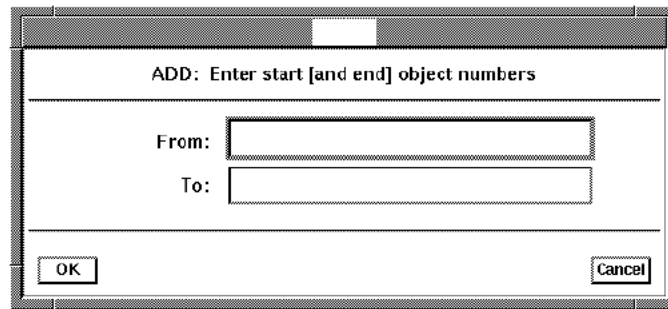 ADD: Enter start [and end] object numbers
From:
To:
OK
Cancel